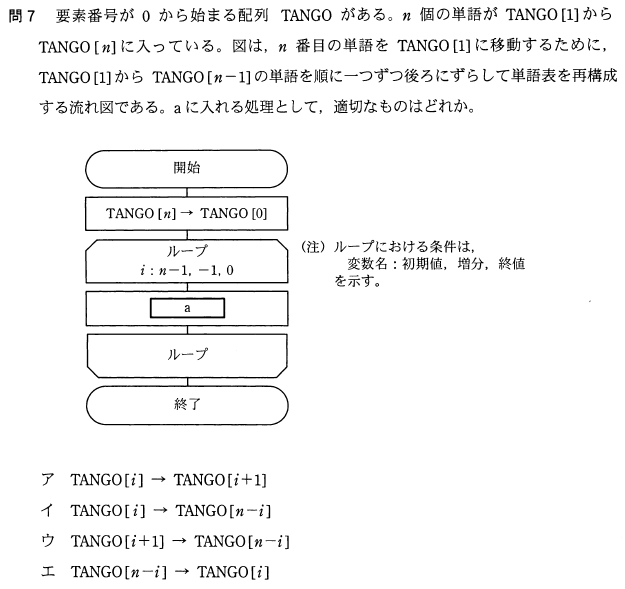 問7 要素番号が 0 から始まる配列 TANGO がある。n 個の単語が TANGO[1]から
TANGO[n]に入っている。図は，n 番目の単語を TANGO[1]に移動するために，
TANGO[1]から TANGO[n−1]の単語を順に一つずつ後ろにずらして単語表を再構成
する流れ図である。aに入れる処理として，適切なものはどれか。
開始
TANGO[n]→ TANGO[0]
ループ
i：n−1，−1，0
（注）ループにおける条件は，
変数名：初期値，増分，終値
を示す。
a
ループ
終了
ア TANGO[i] → TANGO[i+1]
イ TANGO[i] → TANGO[n−i]
ウ TANGO[i+1] → TANGO[n−i]
エ TANGO[n−i] → TANGO[i]